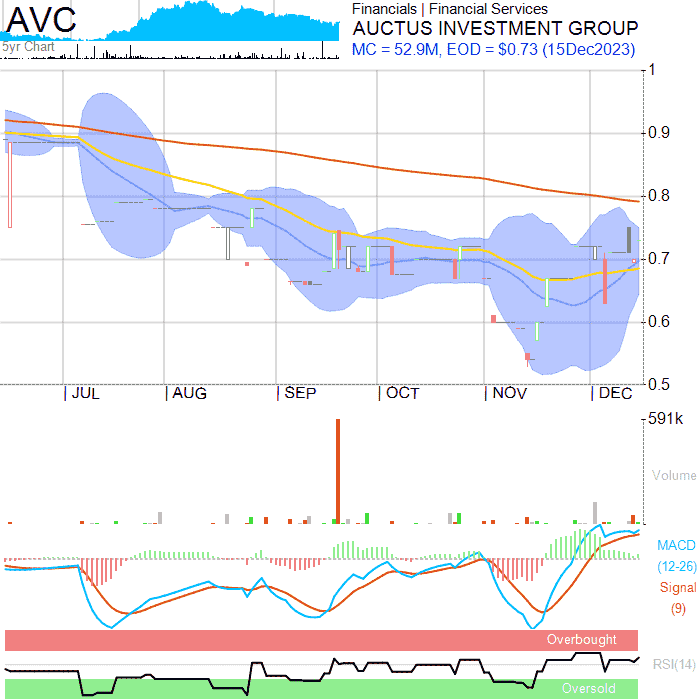 AVC
5yr Chart
Financials | Financial Services
AUCTUS INVESTMENT GROUP
MC = 52.9M, EOD = $0.73 (15Dec2023)
1
0.9
0.8
0.7
0.6
0.5
JUL
AUG
SEP
OCT
NOV
DEC
591k
Volume
MACD
(12-26)
Signal
(9)
Overbought
RSI(14)
Oversold